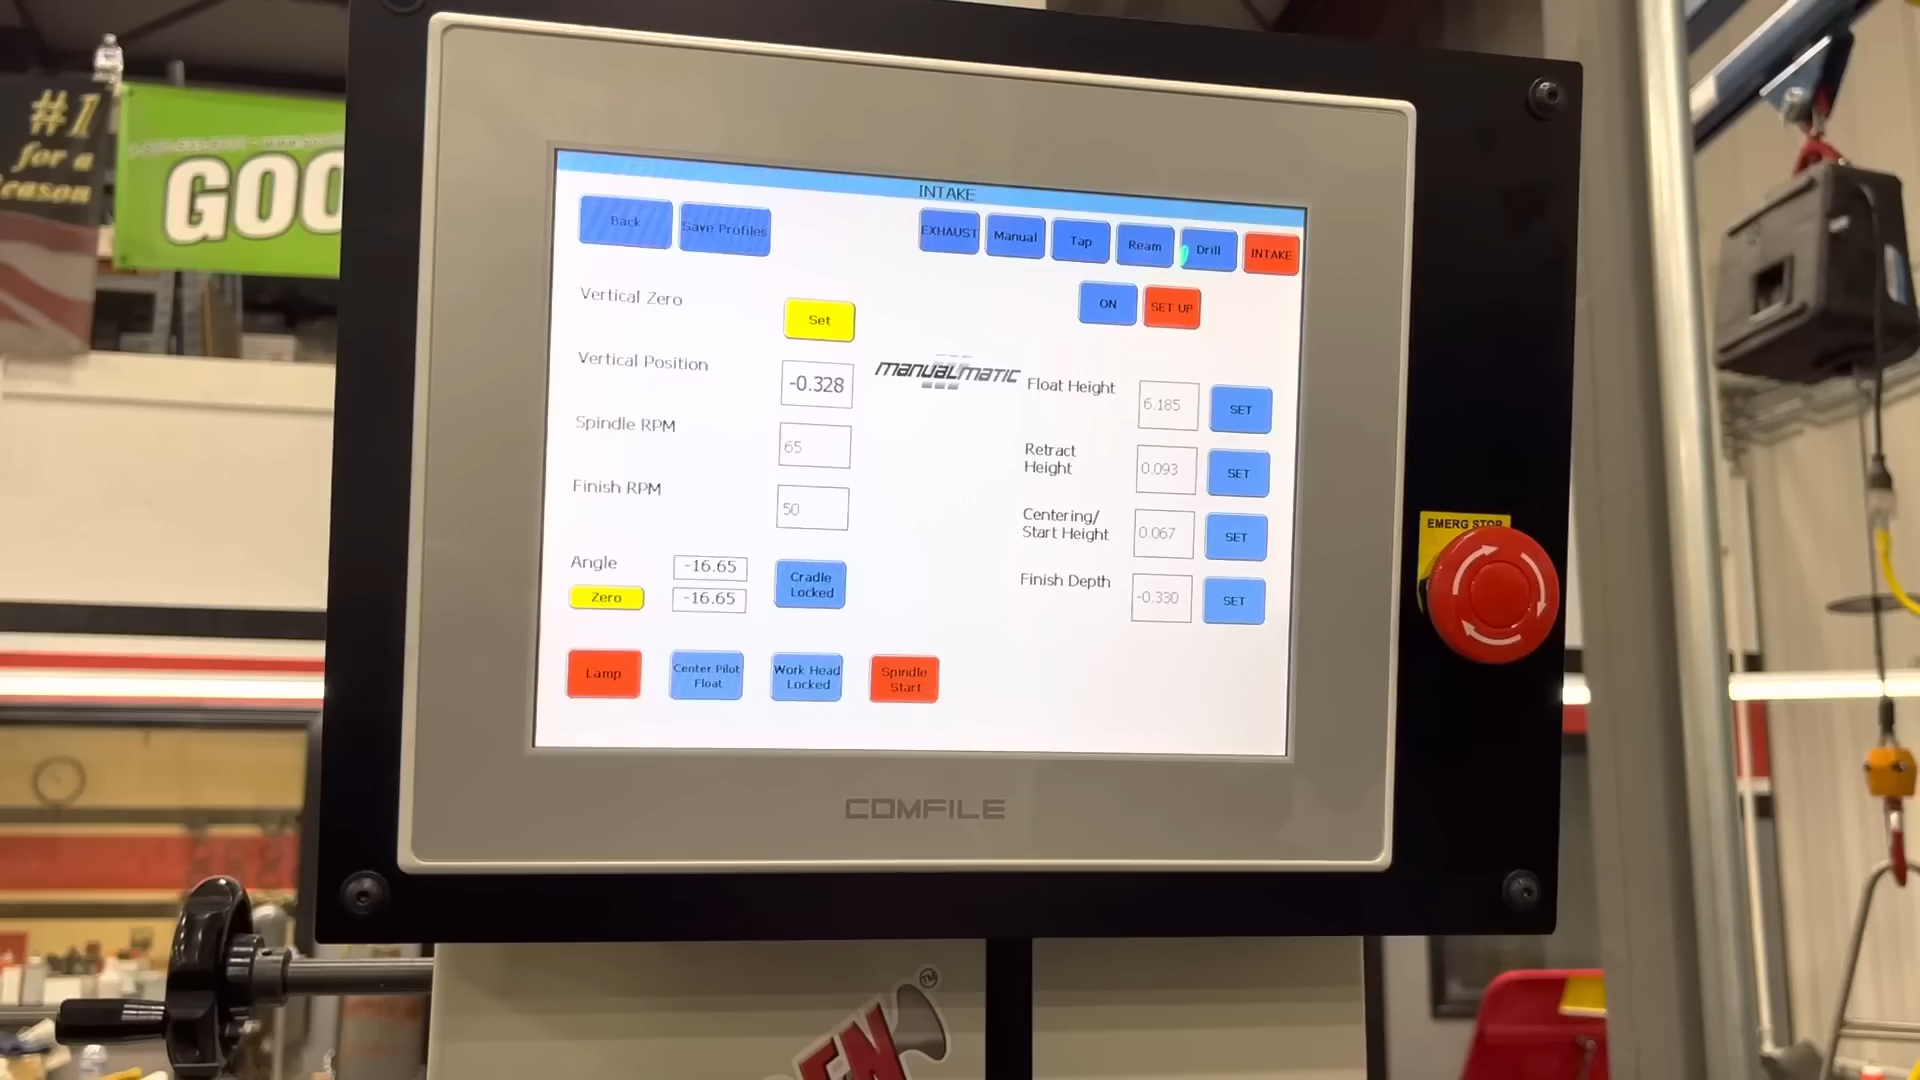 #1
for a
GOO
INTAKE
Back
Save Profiles
EXHAUST
Manual
Tap
Ream
Drill
INTAKE
ON
SET UP
Vertical Zero
Set
Vertical Position
-0.328
MANUALMATIC
Float Height
6.185
SET
Spindle RPM
65
Retract
Height
0.093
SET
Finish RPM
50
Centering/
Start Height
0.067
SET
Angle
-16.65
Zero
-16.65
Cradle
Locked
Finish Depth
-0.330
SET
Lamp
Center Pilot
Float
Work Head
Locked
Spindle
Start
COMFILE
EMERG STOP
TM